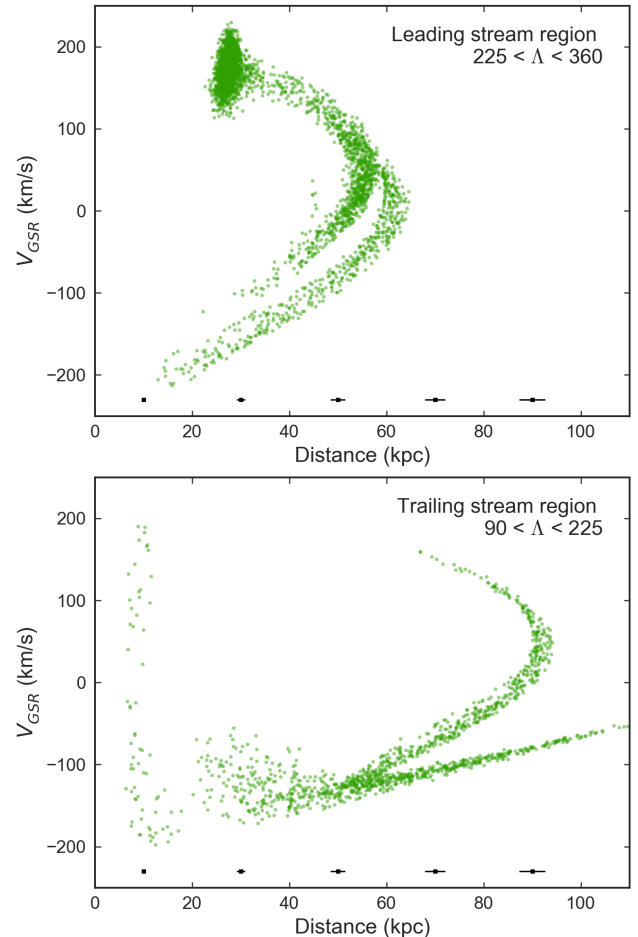 Leading stream region
225 < Λ < 360
200
100
0
−100
−200
V_GSR (km/s)
0 20 40 60 80 100
Distance (kpc)
Trailing stream region
90 < Λ < 225
200
100
0
−100
−200
V_GSR (km/s)
0 20 40 60 80 100
Distance (kpc)